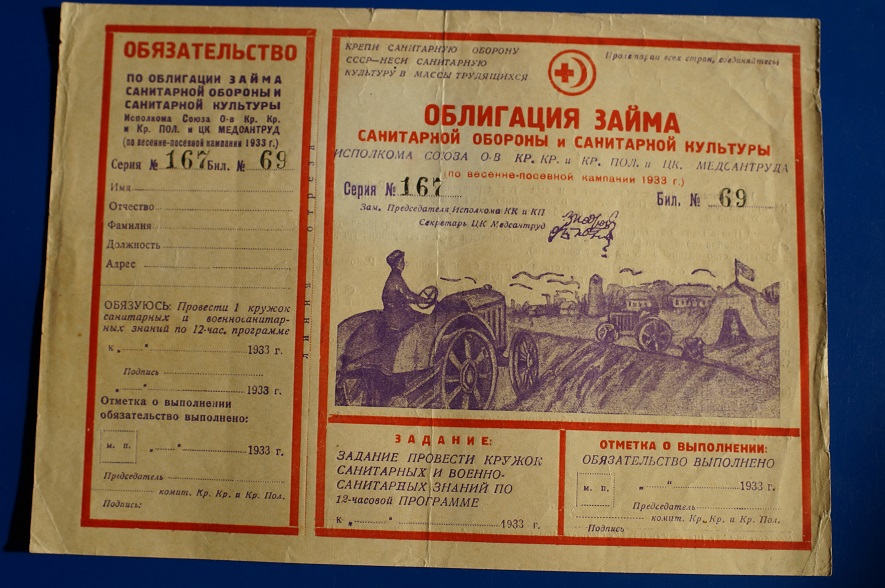 ОБЯЗАТЕЛЬСТВО
ПО ОБЛИГАЦИИ ЗАЙМА
САНИТАРНОЙ ОБОРОНЫ И
САНИТАРНОЙ КУЛЬТУРЫ
Исполкома Союза О-в Кр. Кр.
и Кр. ПОЛ. и ЦК МЕДСАНТРУД
(по весенне-посевной кампании 1933 г.)
Серия № 167 Бил. № 69
Имя
Отчество
Фамилия
Должность
Адрес
ОБЯЗУЮСЬ: Провести 1 кружок
санитарных и военносанитар-
ных знаний по 12-час. программе
к „ “ 1933 г.
Подпись
„ “ 1933 г.
Отметка о выполнении
обязательство выполнено:
м. п. „ “ 1933 г.
Председатель
комит. Кр. Кр. и Кр. Пол.
Подпись:
линия отреза
КРЕПИ САНИТАРНУЮ ОБОРОНУ
СССР—НЕСИ САНИТАРНУЮ
КУЛЬТУРУ В МАССЫ ТРУДЯЩИХСЯ
Пролетарии всех стран, соединяйтесь!
ОБЛИГАЦИЯ ЗАЙМА
САНИТАРНОЙ ОБОРОНЫ и САНИТАРНОЙ КУЛЬТУРЫ
ИСПОЛКОМА СОЮЗА О-В КР. КР. и КР. ПОЛ. и ЦК. МЕДСАНТРУДА
(по весенне-посевной кампании 1933 г.)
Серия № 167 Бил. № 69
Зам. Председателя Исполкома КК и КП
Секретарь ЦК Медсантруд
ЗАДАНИЕ:
ЗАДАНИЕ ПРОВЕСТИ КРУЖОК
САНИТАРНЫХ И ВОЕННО-
САНИТАРНЫХ ЗНАНИЙ ПО
12-часовой ПРОГРАММЕ
к „ “ 1933 г.
ОТМЕТКА О ВЫПОЛНЕНИИ:
ОБЯЗАТЕЛЬСТВО ВЫПОЛНЕНО
м. п. „ “ 1933 г.
Председатель
комит. Кр. Кр. и Кр. Пол.
Подпись